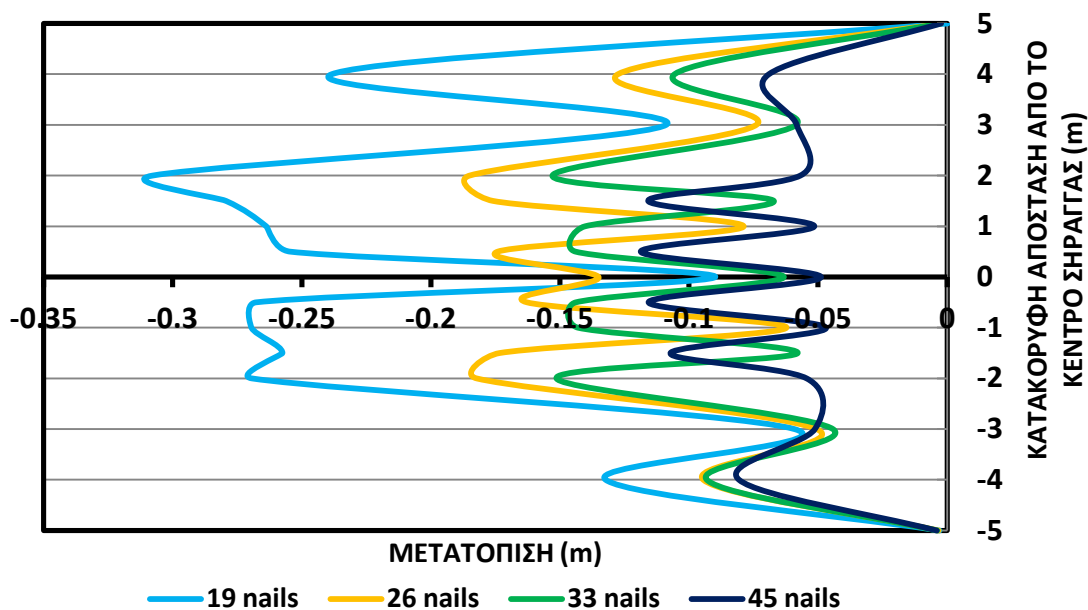 5
4
3
2
1
0
-1
-2
-3
-4
-5
-0.35 -0.3 -0.25 -0.2 -0.15 -0.1 -0.05 0
ΚΑΤΑΚΟΡΥΦΗ ΑΠΟΣΤΑΣΗ ΑΠΟ ΤΟ
ΚΕΝΤΡΟ ΣΗΡΑΓΓΑΣ (m)
ΜΕΤΑΤΟΠΙΣΗ (m)
19 nails 26 nails 33 nails 45 nails